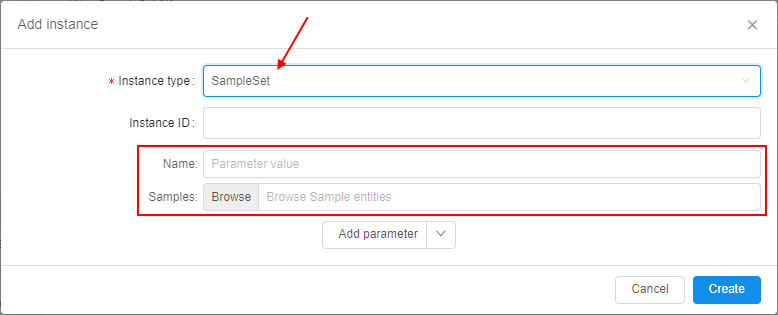 Add instance
* Instance type: SampleSet
Instance ID:
Name: Parameter value
Samples: Browse Browse Sample entities
Add parameter
Cancel Create